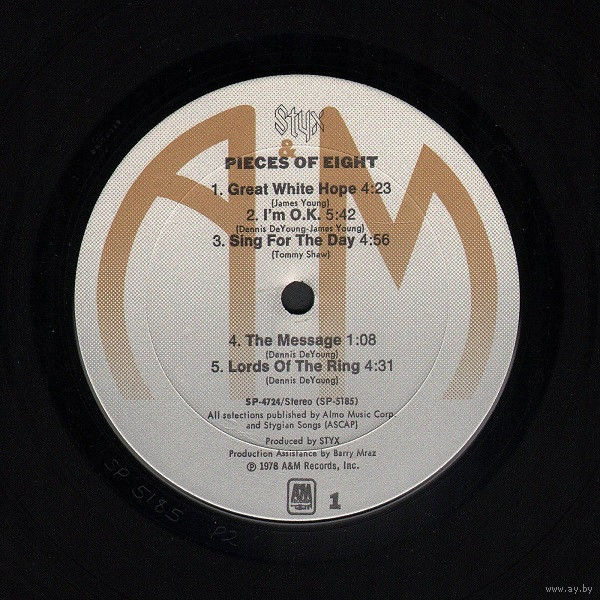 Styx
&
PIECES OF EIGHT
1. Great White Hope 4:23
(James Young)
2. I'm O.K. 5:42
(Dennis DeYoung-James Young)
3. Sing For The Day 4:56
(Tommy Shaw)
4. The Message 1:08
(Dennis DeYoung)
5. Lords Of The Ring 4:31
(Dennis DeYoung)
SP-4724/Stereo (SP-5185)
All selections published by Almo Music Corp.
and Stygian Songs (ASCAP)
Produced by STYX
Production Assistance by Barry Mraz
℗ 1978 A&M Records, Inc.
A&M
1
SP 5185 P2
www.ay.by